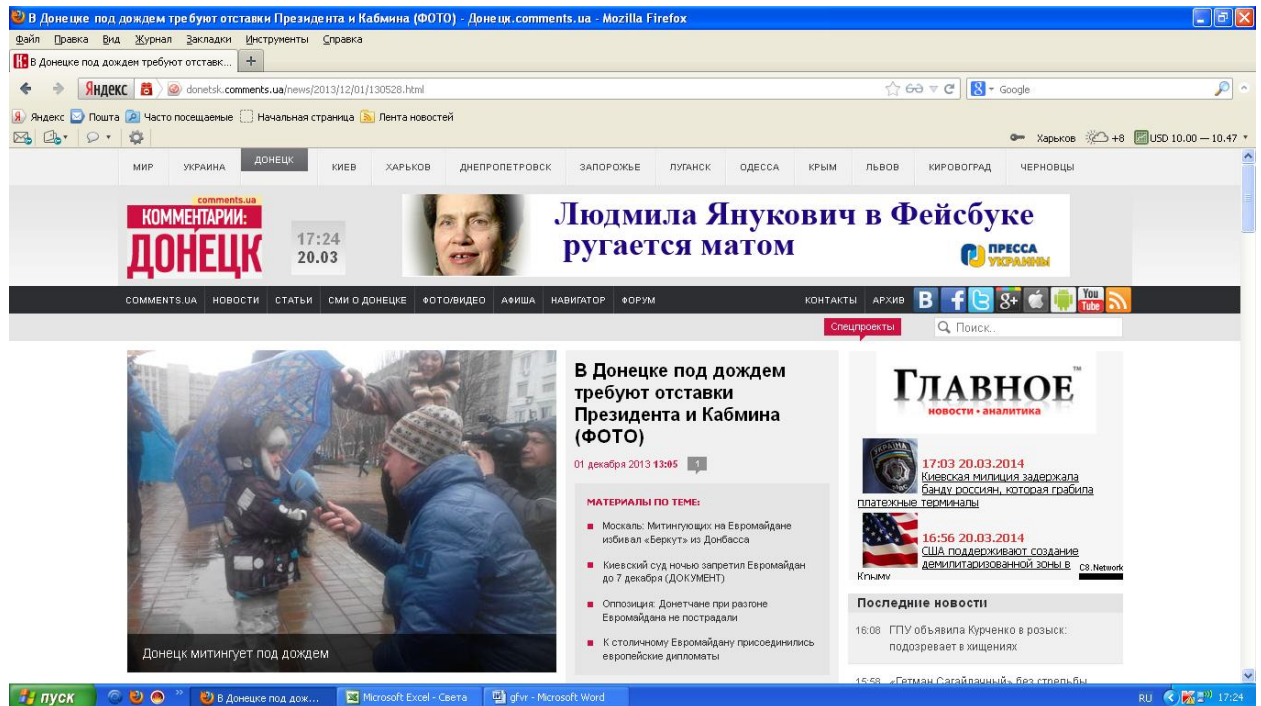 В Донецке под дождем требуют отставки Президента и Кабмина (ФОТО) - Донецк.comments.ua - Mozilla Firefox
Файл Правка Вид Журнал Закладки Инструменты Справка
В Донецке под дождем требуют отставк... +
Яндекс donetsk.comments.ua/news/2013/12/01/130528.html Google
Яндекс Почта Часто посещаемые Начальная страница Лента новостей
Харьков +8 USD 10.00 — 10.47
МИР УКРАИНА ДОНЕЦК КИЕВ ХАРЬКОВ ДНЕПРОПЕТРОВСК ЗАПОРОЖЬЕ ЛУГАНСК ОДЕССА КРЫМ ЛЬВОВ КИРОВОГРАД ЧЕРНОВЦЫ
comments.ua
КОММЕНТАРИИ:
ДОНЕЦК
17:24
20.03
Людмила Янукович в Фейсбуке
ругается матом
ПРЕССА
УКРАИНЫ
COMMENTS.UA НОВОСТИ СТАТЬИ СМИ О ДОНЕЦКЕ ФОТО/ВИДЕО АФИША НАВИГАТОР ФОРУМ КОНТАКТЫ АРХИВ В f 8+ You Tube
Спецпроекты Поиск..
Донецк митингует под дождем
В Донецке под дождем
требуют отставки
Президента и Кабмина
(ФОТО)
01 декабря 2013 13:05 1
МАТЕРИАЛЫ ПО ТЕМЕ:
Москаль: Митингующих на Евромайдане
избивал «Беркут» из Донбасса
Киевский суд ночью запретил Евромайдан
до 7 декабря (ДОКУМЕНТ)
Оппозиция: Донетчане при разгоне
Евромайдана не пострадали
К столичному Евромайдану присоединились
европейские дипломаты
ГЛАВНОЕ™
новости • аналитика
17:03 20.03.2014
Киевская милиция задержала
банду россиян, которая грабила
платежные терминалы
16:56 20.03.2014
США поддерживают создание
демилитаризованной зоны в
Крыму
C8.Network
Последние новости
16:08 ГПУ объявила Курченко в розыск:
подозревает в хищениях
15:58 «Гетман Сагайдачный» без стрельбы
пуск В Донецке под дож... Microsoft Excel - Света gfvr - Microsoft Word RU 17:24